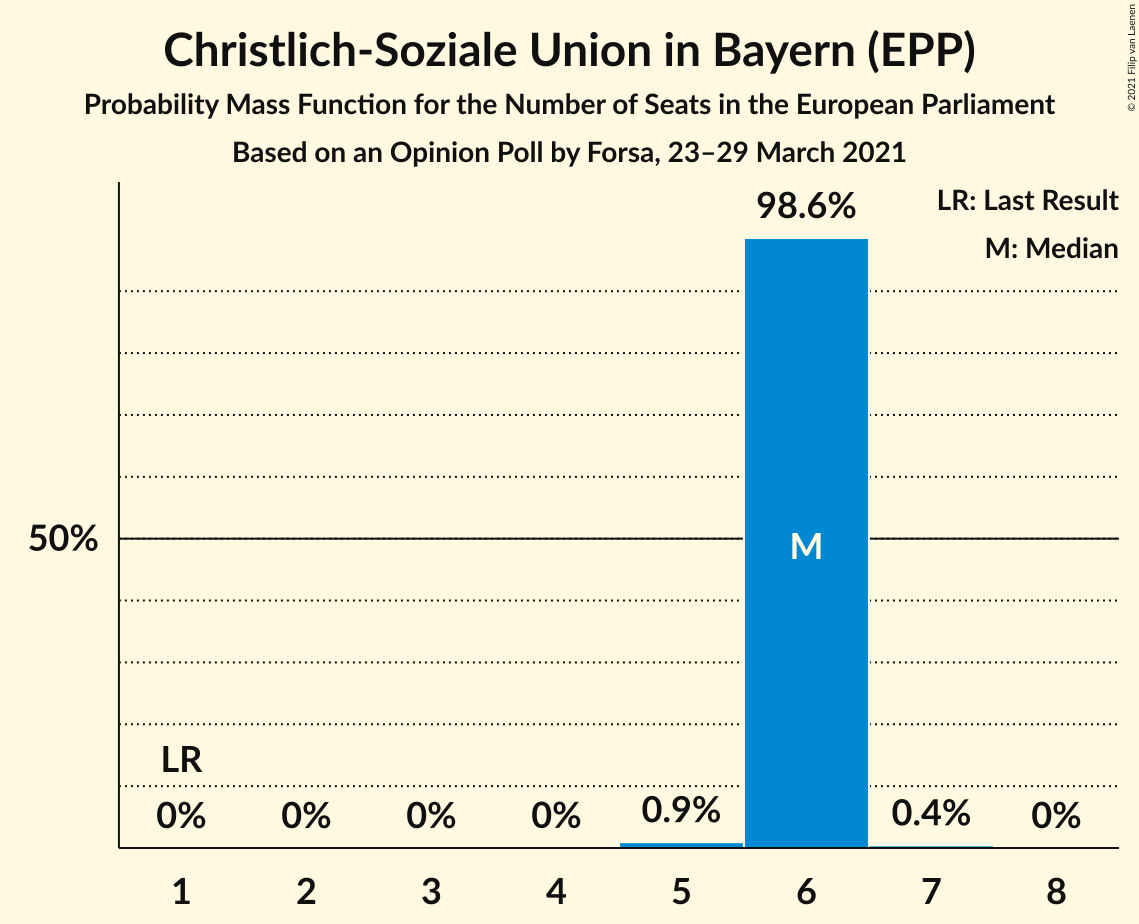 Christlich-Soziale Union in Bayern (EPP)
Probability Mass Function for the Number of Seats in the European Parliament
Based on an Opinion Poll by Forsa, 23–29 March 2021
© 2021 Filip van Laenen
LR: Last Result
M: Median
98.6%
50%
M
LR
0% 0% 0% 0% 0.9% 0.4% 0%
1 2 3 4 5 6 7 8